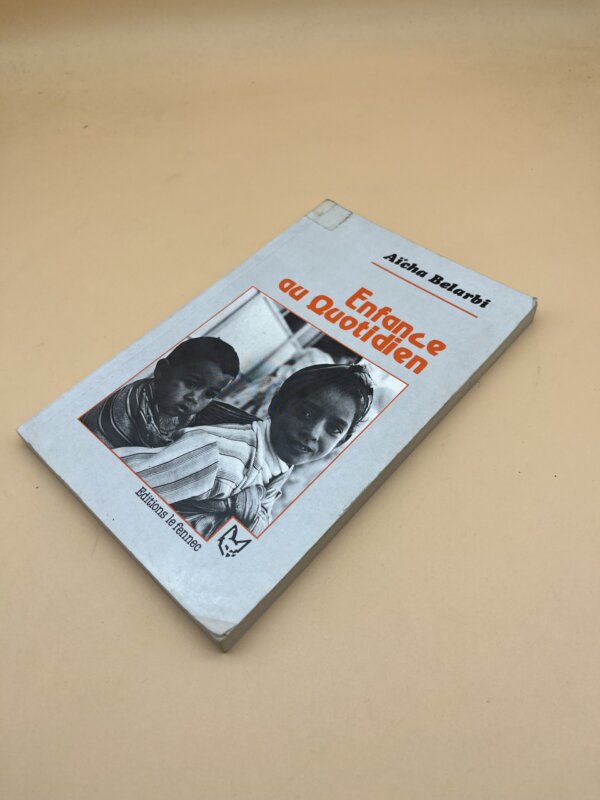 Aïcha Belarbi
Enfance
au Quotidien
Editions le fennec